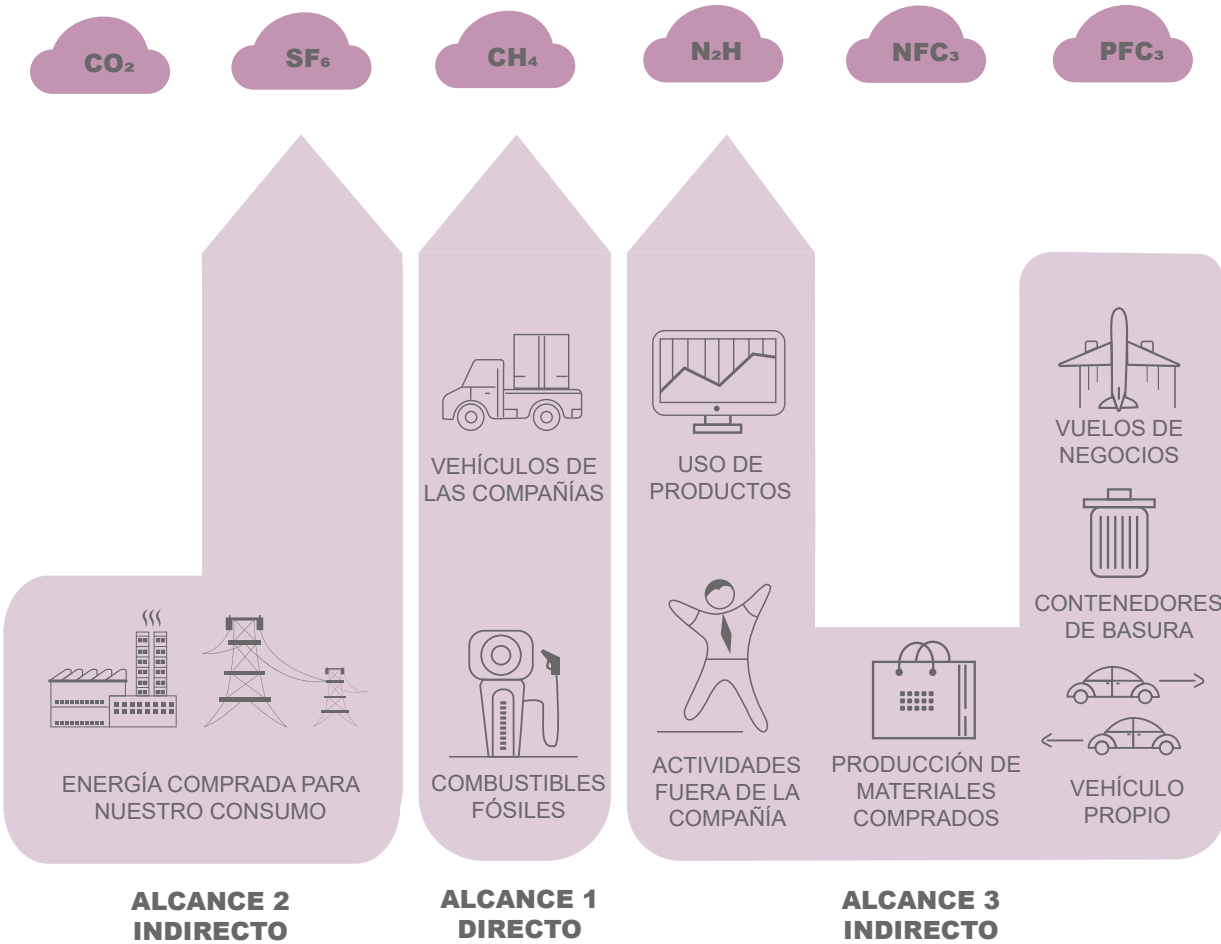 CO₂
SF₆
CH₄
N₂H
NFC₃
PFC₃
ENERGÍA COMPRADA PARA
NUESTRO CONSUMO
ALCANCE 2
INDIRECTO
VEHÍCULOS DE
LAS COMPAÑÍAS
COMBUSTIBLES
FÓSILES
ALCANCE 1
DIRECTO
USO DE
PRODUCTOS
ACTIVIDADES
FUERA DE LA
COMPAÑÍA
PRODUCCIÓN DE
MATERIALES
COMPRADOS
VUELOS DE
NEGOCIOS
CONTENEDORES
DE BASURA
VEHÍCULO
PROPIO
ALCANCE 3
INDIRECTO